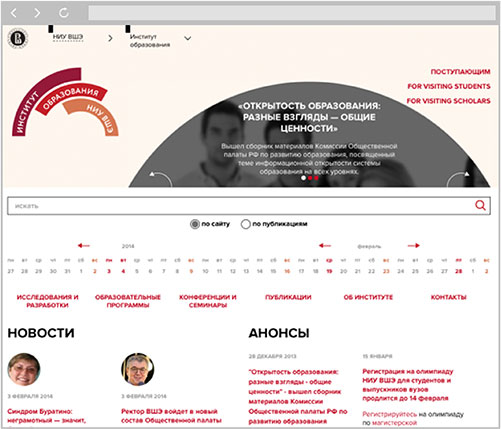 НИУ ВШЭ
Институт
образования
ПОСТУПАЮЩИМ
FOR VISITING STUDENTS
FOR VISITING SCHOLARS
ИНСТИТУТ
ОБРАЗОВАНИЯ
НИУ ВШЭ
«ОТКРЫТОСТЬ ОБРАЗОВАНИЯ:
РАЗНЫЕ ВЗГЛЯДЫ — ОБЩИЕ
ЦЕННОСТИ»
Вышел сборник материалов Комиссии Общественной
палаты РФ по развитию образования, посвященный
теме информационной открытости системы
образования на всех уровнях.
искать
по сайту по публикациям
2014 февраль
пн вт ср чт пт сб вс пн вт ср чт пт сб вс пн вт ср чт пт сб вс пн вт ср чт пт сб вс пн вт ср чт пт сб вс
27 28 29 30 31 1 2 3 4 5 6 7 8 9 10 11 12 13 14 15 16 17 18 19 20 21 22 23 24 25 26 27 28 1 2
ИССЛЕДОВАНИЯ И
РАЗРАБОТКИ
ОБРАЗОВАТЕЛЬНЫЕ
ПРОГРАММЫ
КОНФЕРЕНЦИИ И
СЕМИНАРЫ
ПУБЛИКАЦИИ
ОБ ИНСТИТУТЕ
КОНТАКТЫ
НОВОСТИ
3 ФЕВРАЛЯ 2014
Синдром Буратино:
неграмотный — значит,
3 ФЕВРАЛЯ 2014
Ректор ВШЭ войдет в новый
состав Общественной палаты
АНОНСЫ
28 ДЕКАБРЯ 2013
"Открытость образования:
разные взгляды - общие
ценности" - вышел сборник
материалов Комиссии
Общественной палаты РФ по
развитию образования
15 ЯНВАРЯ
Регистрация на олимпиаду
НИУ ВШЭ для студентов и
выпускников вузов
продлится до 14 февраля
Регистрируйтесь на олимпиаду
по магистерской